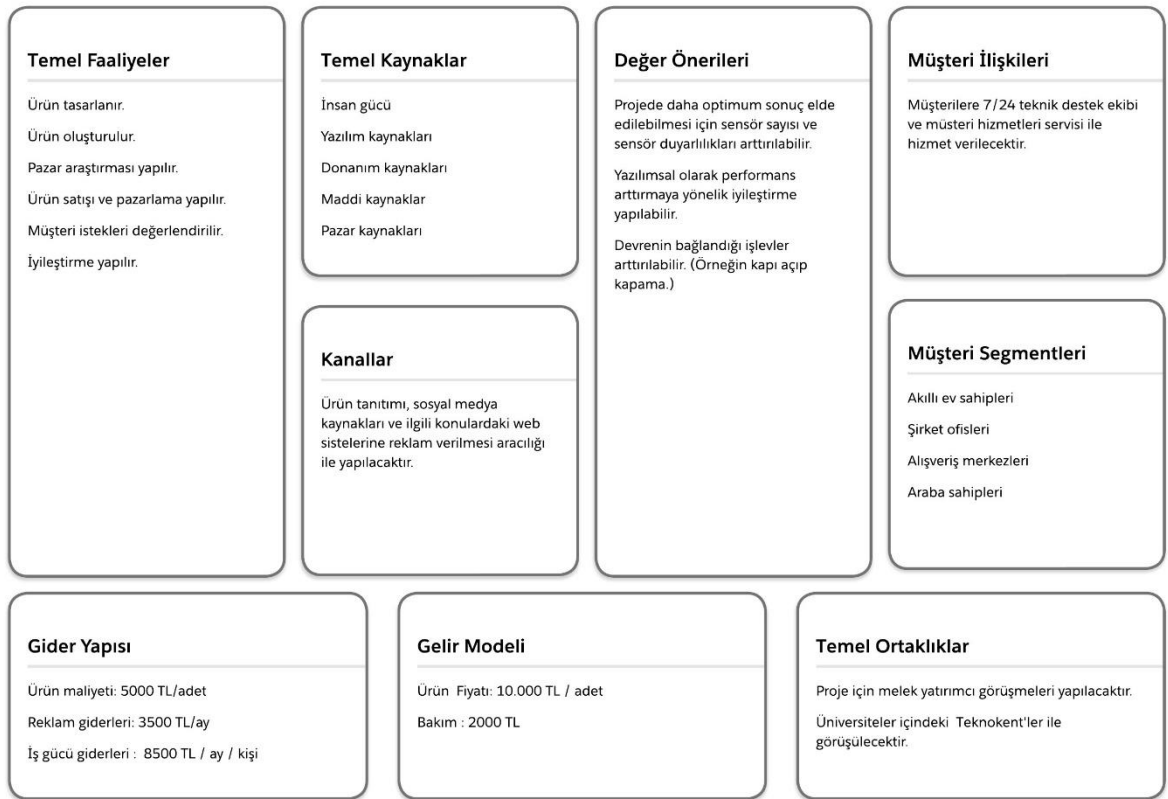 Temel Faaliyeler
Ürün tasarlanır.
Ürün oluşturulur.
Pazar araştırması yapılır.
Ürün satışı ve pazarlama yapılır.
Müşteri istekleri değerlendirilir.
İyileştirme yapılır.
Temel Kaynaklar
İnsan gücü
Yazılım kaynakları
Donanım kaynakları
Maddi kaynaklar
Pazar kaynakları
Kanallar
Ürün tanıtımı, sosyal medya
kaynakları ve ilgili konulardaki web
sistelerine reklam verilmesi aracılığı
ile yapılacaktır.
Değer Önerileri
Projede daha optimum sonuç elde
edilebilmesi için sensör sayısı ve
sensör duyarlılıkları arttırılabilir.
Yazılımsal olarak performans
arttırmaya yönelik iyileştirme
yapılabilir.
Devrenin bağlandığı işlevler
arttırılabilir. (Örneğin kapı açıp
kapama.)
Müşteri İlişkileri
Müşterilere 7/24 teknik destek ekibi
ve müsteri hizmetleri servisi ile
hizmet verilecektir.
Müşteri Segmentleri
Akıllı ev sahipleri
Şirket ofisleri
Alışveriş merkezleri
Araba sahipleri
Gider Yapısı
Ürün maliyeti: 5000 TL/adet
Reklam giderleri: 3500 TL/ay
İş gücü giderleri : 8500 TL / ay / kişi
Gelir Modeli
Ürün Fiyatı: 10.000 TL / adet
Bakım : 2000 TL
Temel Ortaklıklar
Proje için melek yatırımcı görüşmeleri yapılacaktır.
Üniversiteler içindeki Teknokent'ler ile
görüşülecektir.